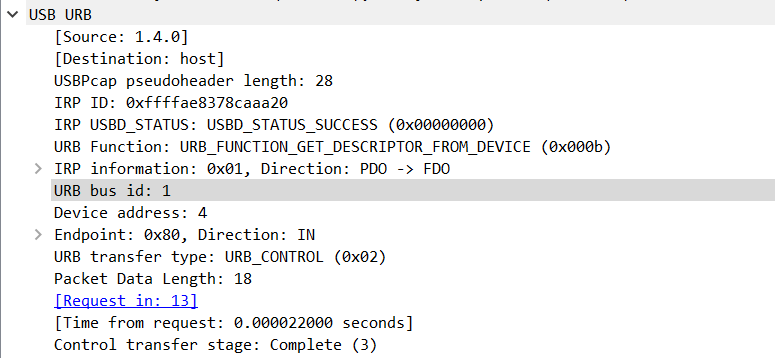 USB URB
[Source: 1.4.0]
[Destination: host]
USBPcap pseudoheader length: 28
IRP ID: 0xffffae8378caaa20
IRP USBD_STATUS: USBD_STATUS_SUCCESS (0x00000000)
URB Function: URB_FUNCTION_GET_DESCRIPTOR_FROM_DEVICE (0x000b)
IRP information: 0x01, Direction: PDO -> FDO
URB bus id: 1
Device address: 4
Endpoint: 0x80, Direction: IN
URB transfer type: URB_CONTROL (0x02)
Packet Data Length: 18
[Request in: 13]
[Time from request: 0.000022000 seconds]
Control transfer stage: Complete (3)